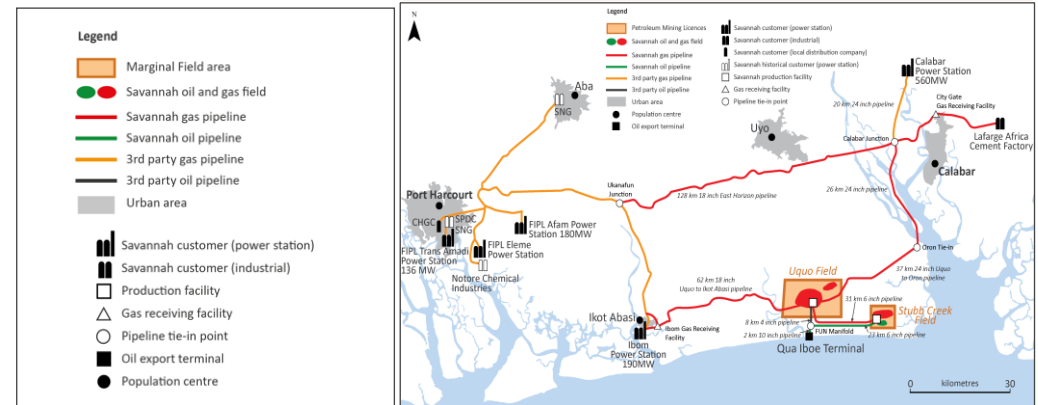 Legend
Marginal Field area
Savannah oil and gas field
Savannah gas pipeline
Savannah oil pipeline
3rd party gas pipeline
3rd party oil pipeline
Urban area
Savannah customer (power station)
Savannah customer (industrial)
Production facility
Gas receiving facility
Pipeline tie-in point
Oil export terminal
Population centre
N
Legend
Petroleum Mining Licences
Savannah oil and gas field
Savannah gas pipeline
Savannah oil pipeline
3rd party gas pipeline
3rd party oil pipeline
Urban area
Population centre
Oil export terminal
Savannah customer (power station)
Savannah customer (industrial)
Savannah customer (local distribution company)
Savannah historical customer (power station)
Savannah production facility
Gas receiving facility
Pipeline tie-in point
Calabar
Power Station
560MW
Aba
SNG
20 km 24 inch pipeline
City Gate
Gas Receiving Facility
Lafarge Africa
Cement Factory
Uyo
Calabar Junction
Calabar
Ukanafun
Junction
128 km 18 inch East Horizon pipeline
26 km 24 inch pipeline
Port Harcourt
CHGC
SPDC
SNG
FIPL Afam Power
Station 180MW
FIPL Trans Amadi
Power Station
136 MW
FIPL Eleme
Power Station
Notore Chemical
Industries
Oron Tie-in
37 km 24 inch Uquo
to Oron pipeline
62 km 18 inch
Uquo to Ikot Abasi pipeline
Uquo Field
31 km 6 inch pipeline
Stubb Creek
Field
Ikot Abasi
Ibom Gas Receiving
Facility
Ibom
Power Station
190MW
8 km 4 inch pipeline
FUN Manifold
2 km 10 inch pipeline
23 km 6 inch pipeline
Qua Iboe Terminal
0 kilometres 30